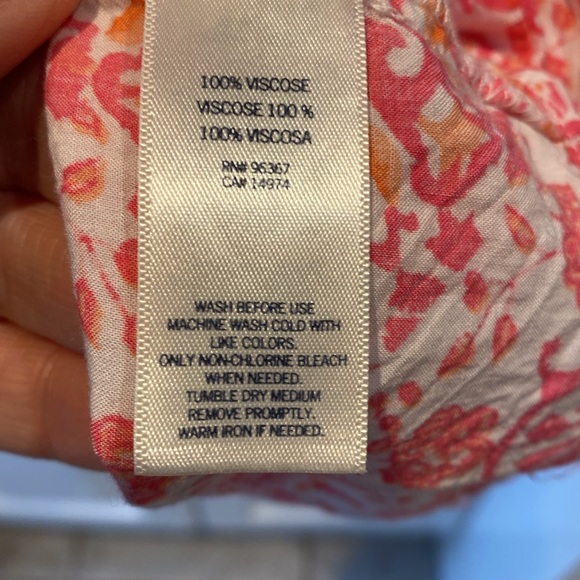 100% VISCOSE
VISCOSE 100 %
100% VISCOSA
RN# 96367
CA# 14974
WASH BEFORE USE
MACHINE WASH COLD WITH
LIKE COLORS.
ONLY NON-CHLORINE BLEACH
WHEN NEEDED.
TUMBLE DRY MEDIUM
REMOVE PROMPTLY.
WARM IRON IF NEEDED.